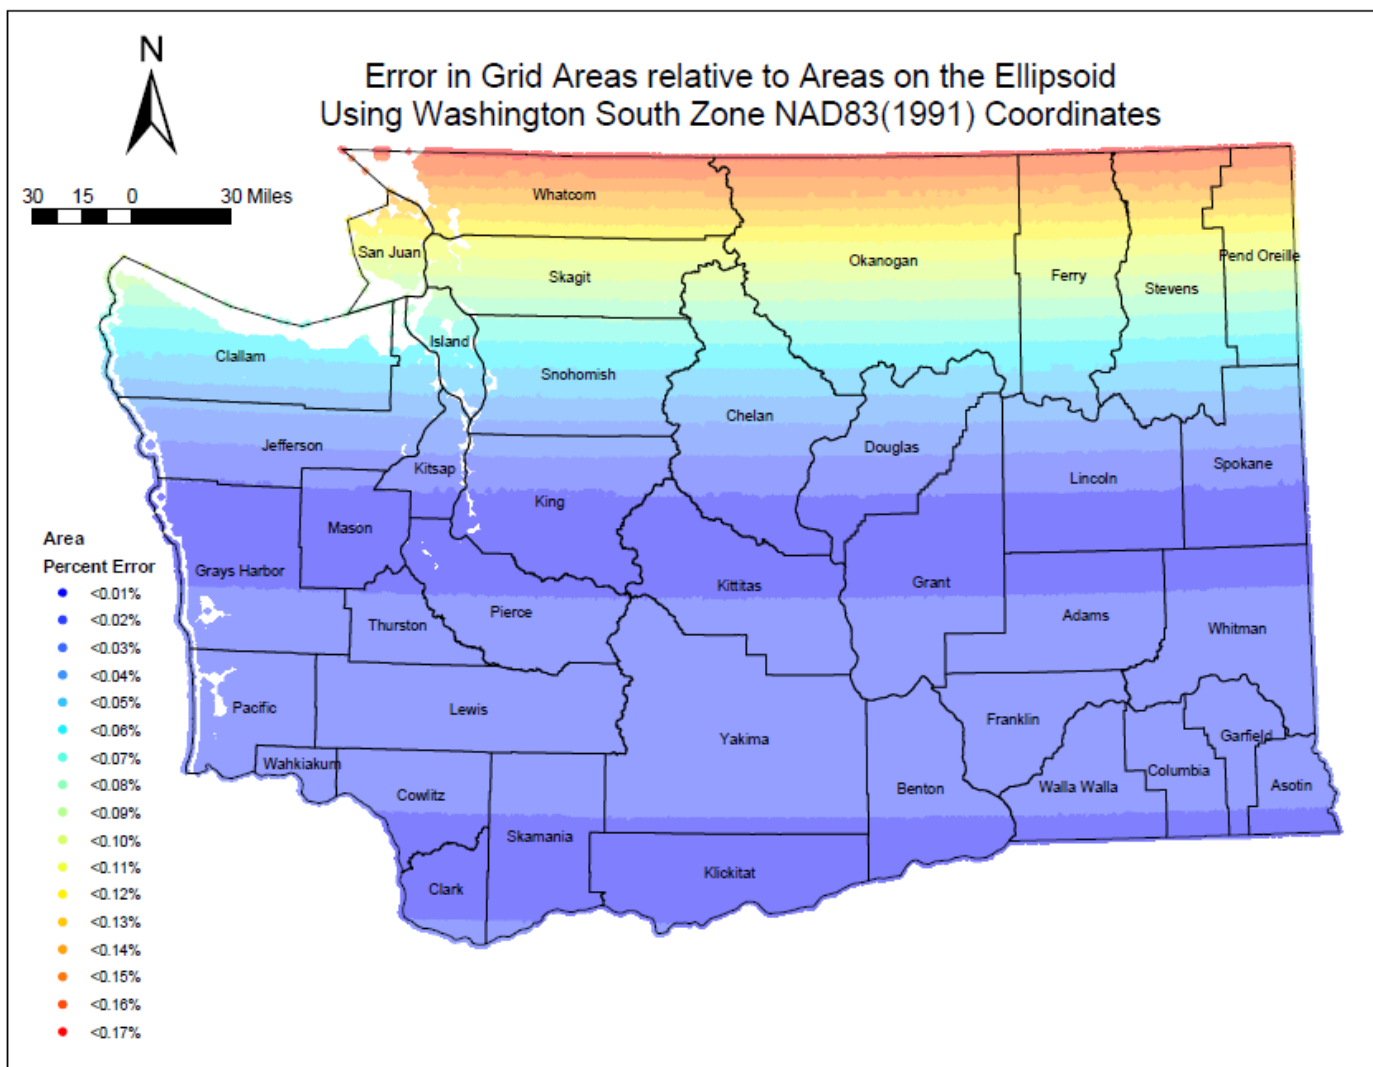 N
Error in Grid Areas relative to Areas on the Ellipsoid
Using Washington South Zone NAD83(1991) Coordinates
30 15 0 30 Miles
Whatcom
San Juan
Skagit
Okanogan
Ferry
Stevens
Pend Oreille
Clallam
Island
Snohomish
Chelan
Douglas
Jefferson
Kitsap
King
Lincoln
Spokane
Mason
Grays Harbor
Kittitas
Grant
Adams
Whitman
Thurston
Pierce
Pacific
Lewis
Yakima
Franklin
Garfield
Wahkiakum
Cowlitz
Skamania
Benton
Walla Walla
Columbia
Asotin
Clark
Klickitat
Area
Percent Error
<0.01%
<0.02%
<0.03%
<0.04%
<0.05%
<0.06%
<0.07%
<0.08%
<0.09%
<0.10%
<0.11%
<0.12%
<0.13%
<0.14%
<0.15%
<0.16%
<0.17%